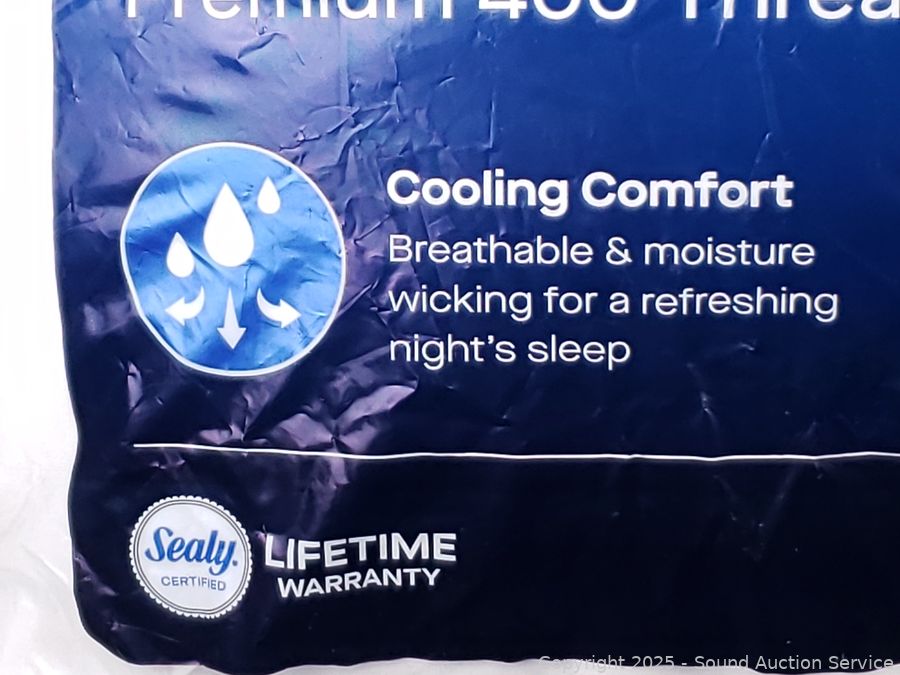 Premium 400 Threa
Cooling Comfort
Breathable & moisture
wicking for a refreshing
night's sleep
Sealy
CERTIFIED
LIFETIME
WARRANTY
Copyright 2025 - Sound Auction Service